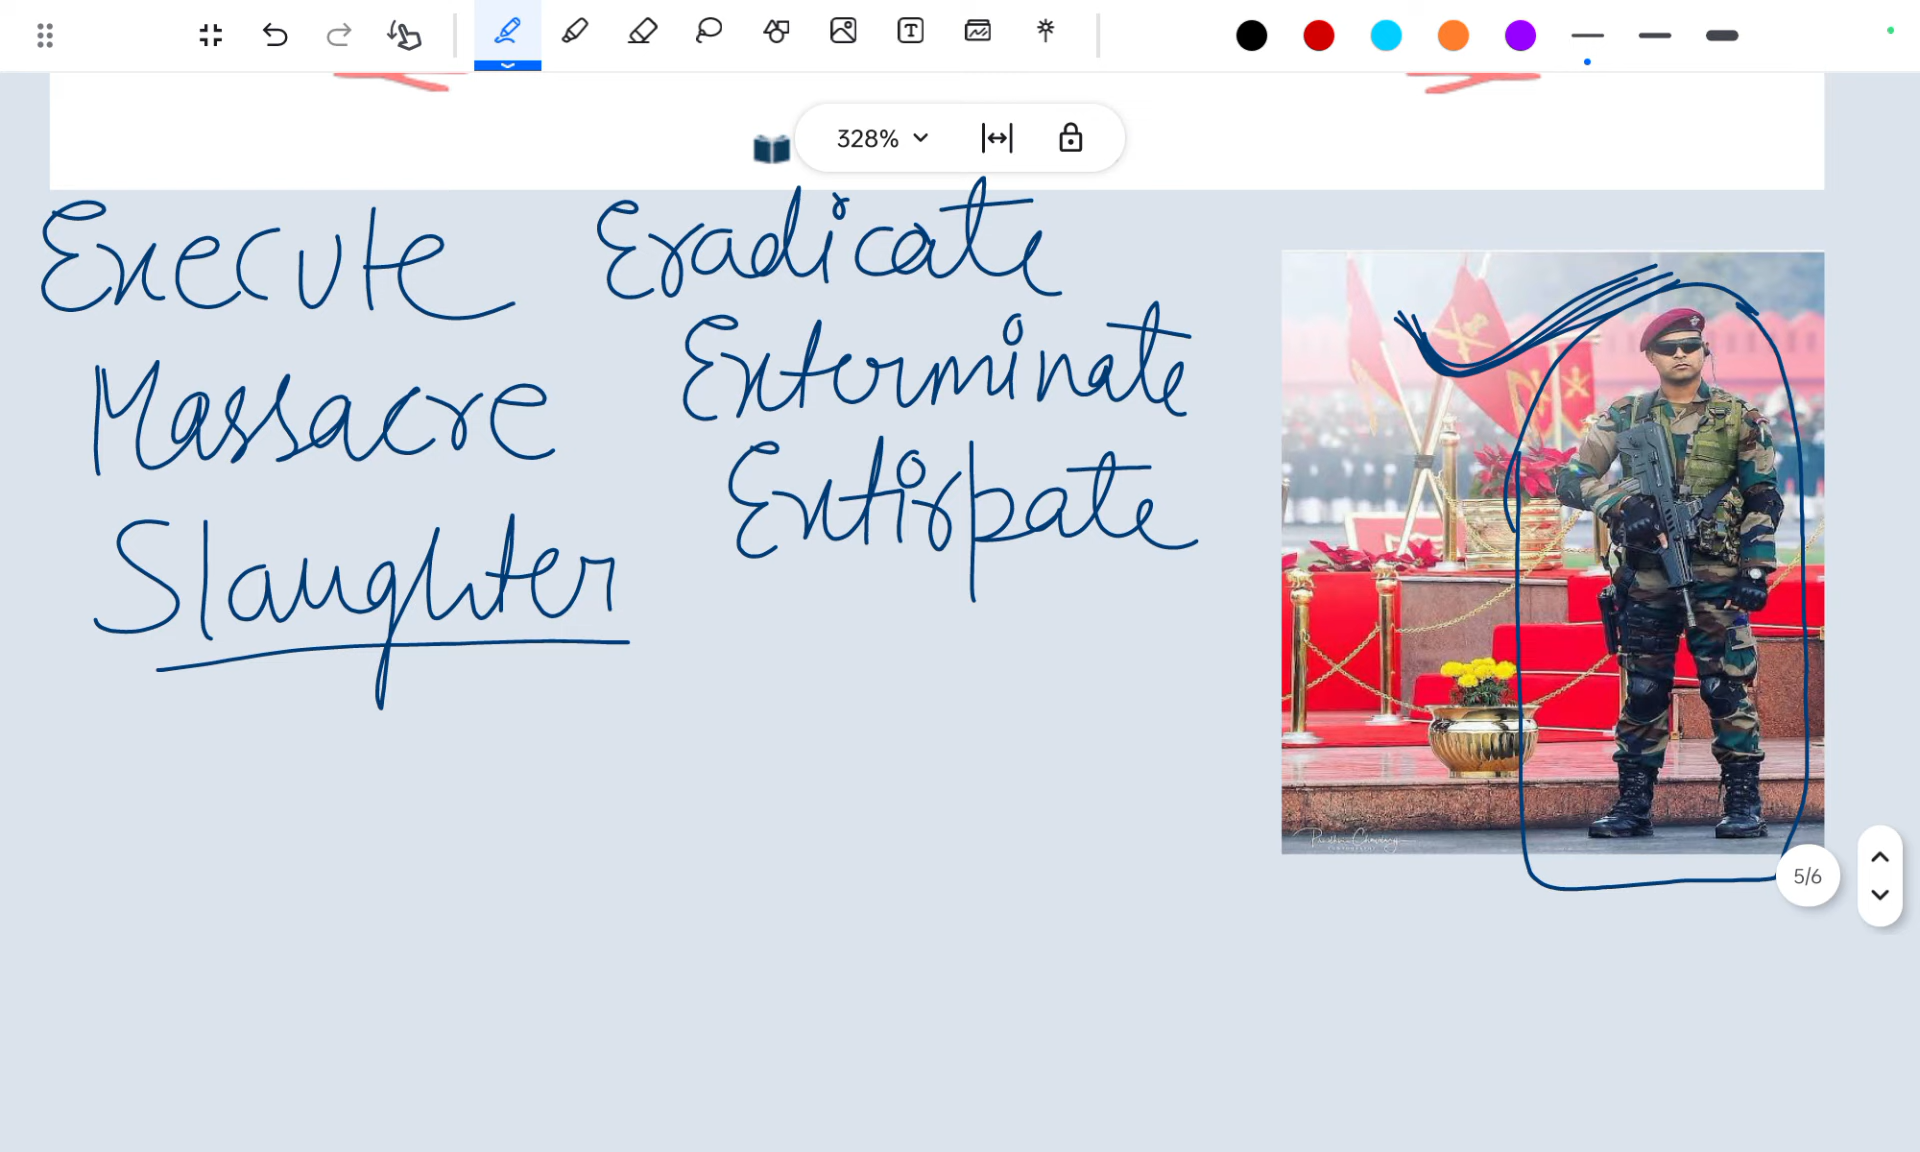 328%
Execute Eradicate
Massacre Exterminate
Slaughter Extirpate
5/6